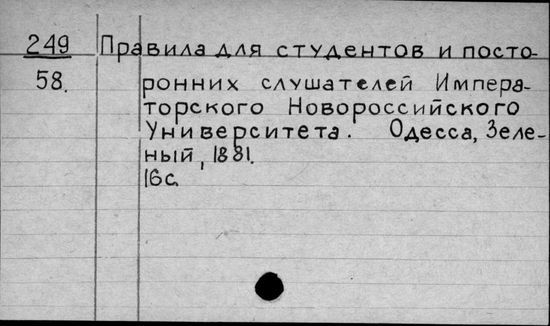 249 Правила для студентов и посто-
58. ронних слушателей Импера-
торского Новороссийского
Университета. Одесса, Зеле-
ный, 1881.
16с.